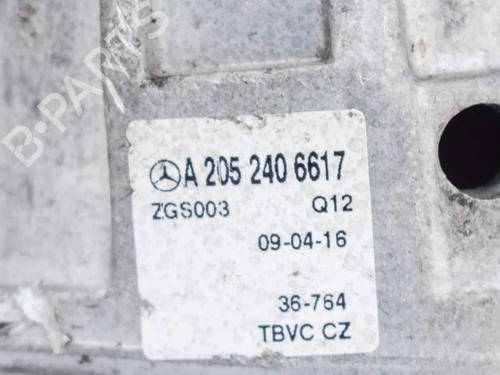 B-PARTS
A 205 240 6617
ZGS003 Q12
09-04-16
36-764
TBVC CZ